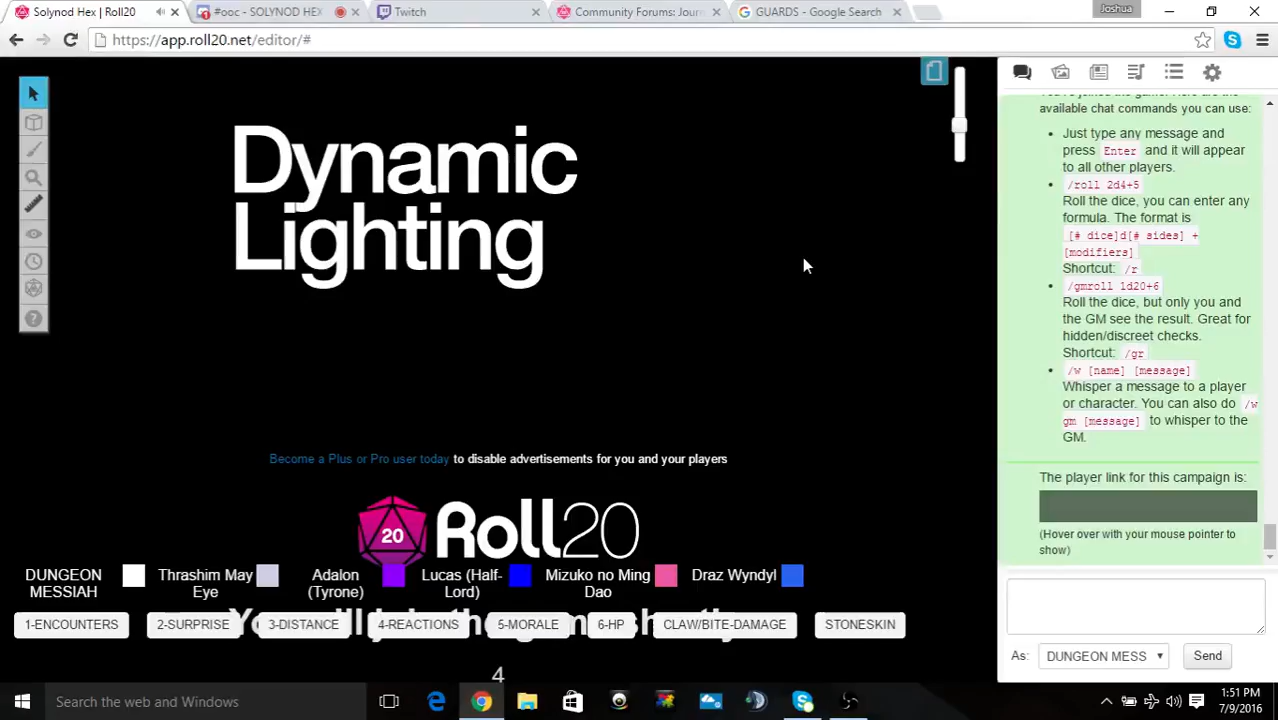 Solynod Hex | Roll20
#ooc - SOLYNOD HEX
Twitch
Community Forums: Journ
GUARDS - Google Search
Joshua
https://app.roll20.net/editor/#
Dynamic
Lighting
Become a Plus or Pro user today to disable advertisements for you and your players
20
Roll20
DUNGEON
MESSIAH
Thrashim May
Eye
Adalon
(Tyrone)
Lucas (Half-
Lord)
Mizuko no Ming
Dao
Draz Wyndyl
1-ENCOUNTERS
2-SURPRISE
3-DISTANCE
4-REACTIONS
5-MORALE
6-HP
CLAW/BITE-DAMAGE
STONESKIN
4
You've joined the game! Here are the
available chat commands you can use:
Just type any message and
press Enter and it will appear
to all other players.
/roll 2d4+5
Roll the dice, you can enter any
formula. The format is
[# dice]d[# sides] +
[modifiers]
Shortcut: /r
/gmroll 1d20+6
Roll the dice, but only you and
the GM see the result. Great for
hidden/discreet checks.
Shortcut: /gr
/w [name] [message]
Whisper a message to a player
or character. You can also do /w
gm [message] to whisper to the
GM.
The player link for this campaign is:
(Hover over with your mouse pointer to
show)
As:
DUNGEON MESS
Send
Search the web and Windows
1:51 PM
7/9/2016